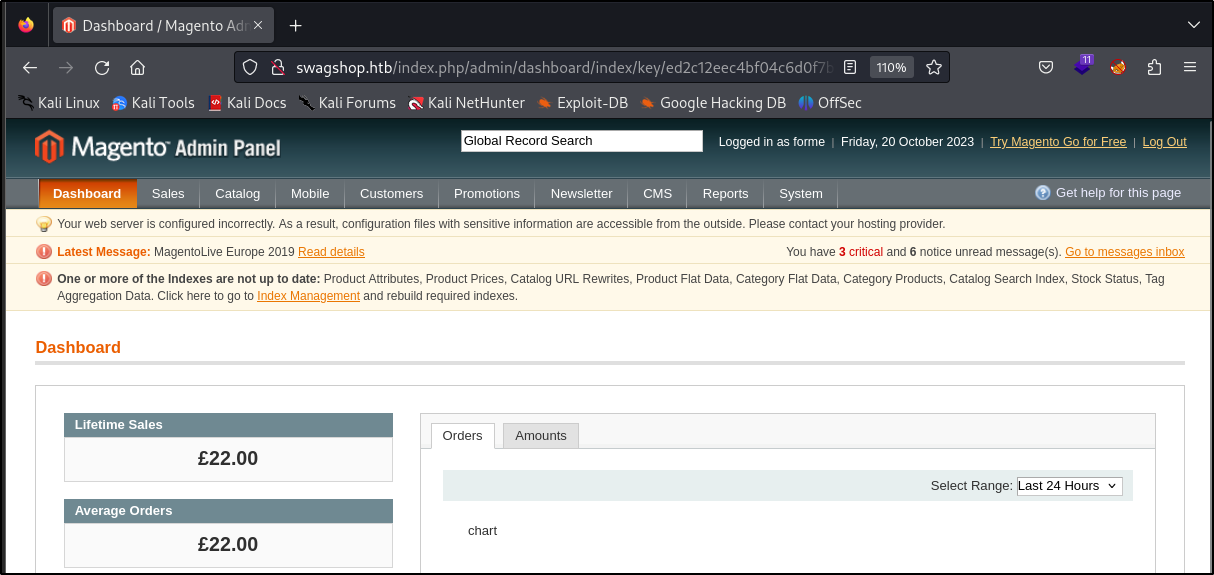 Dashboard / Magento Adm
swagshop.htb/index.php/admin/dashboard/index/key/ed2c12eec4bf04c6d0f7b
110%
11
Kali Linux Kali Tools Kali Docs Kali Forums Kali NetHunter Exploit-DB Google Hacking DB OffSec
Magento Admin Panel
Global Record Search
Logged in as forme | Friday, 20 October 2023 | Try Magento Go for Free | Log Out
Dashboard Sales Catalog Mobile Customers Promotions Newsletter CMS Reports System
Get help for this page
Your web server is configured incorrectly. As a result, configuration files with sensitive information are accessible from the outside. Please contact your hosting provider.
Latest Message: MagentoLive Europe 2019 Read details
You have 3 critical and 6 notice unread message(s). Go to messages inbox
One or more of the Indexes are not up to date: Product Attributes, Product Prices, Catalog URL Rewrites, Product Flat Data, Category Flat Data, Category Products, Catalog Search Index, Stock Status, Tag
Aggregation Data. Click here to go to Index Management and rebuild required indexes.
Dashboard
Lifetime Sales
£22.00
Average Orders
£22.00
Orders Amounts
Select Range: Last 24 Hours
chart